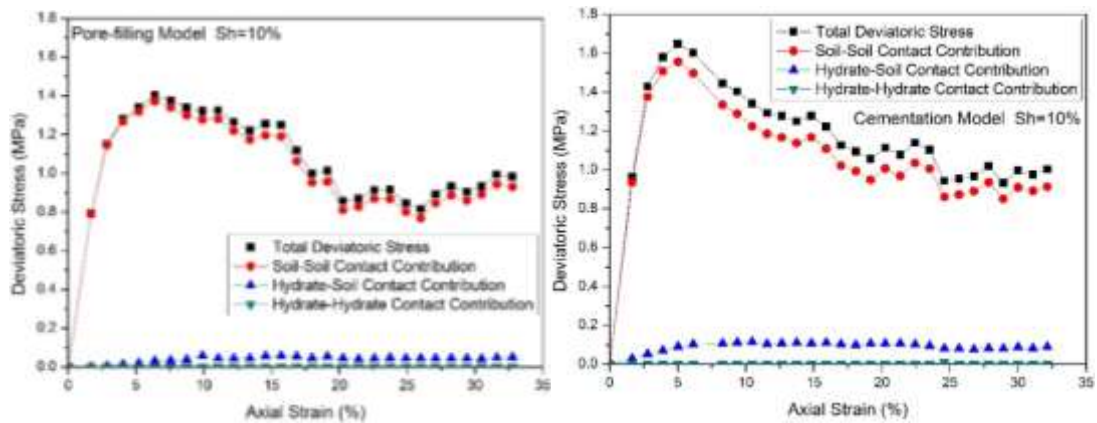 Pore-filling Model Sh=10%
Total Deviatoric Stress
Soil-Soil Contact Contribution
Hydrate-Soil Contact Contribution
Hydrate-Hydrate Contact Contribution
Deviatoric Stress (MPa)
1.8
1.6
1.4
1.2
1.0
0.8
0.6
0.4
0.2
0.0
0 5 10 15 20 25 30 35
Axial Strain (%)
Total Deviatoric Stress
Soil-Soil Contact Contribution
Hydrate-Soil Contact Contribution
Hydrate-Hydrate Contact Contribution
Cementation Model Sh=10%
Deviatoric Stress (MPa)
1.8
1.6
1.4
1.2
1.0
0.8
0.6
0.4
0.2
0.0
0 5 10 15 20 25 30 35
Axial Strain (%)